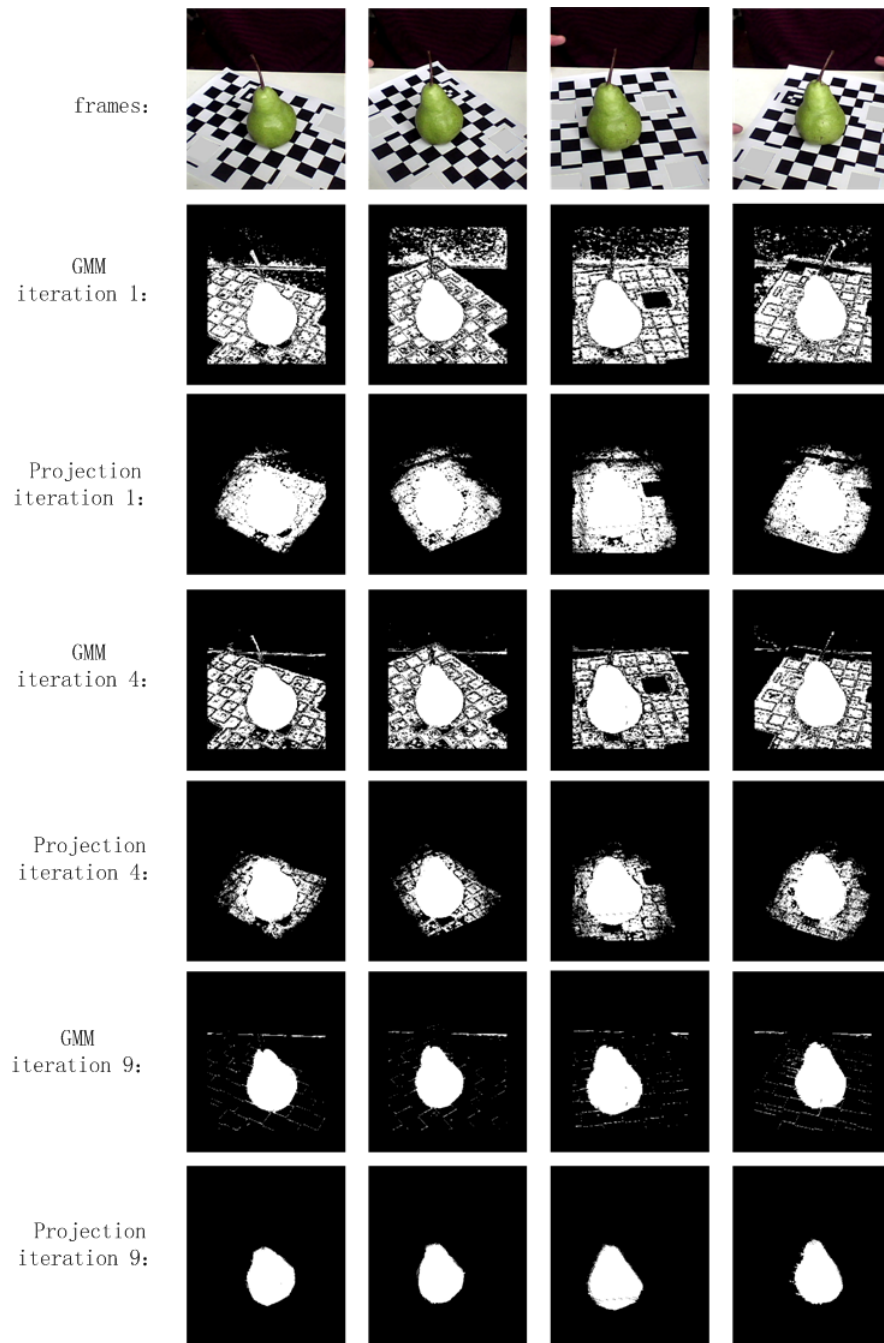 frames:
GMM
iteration 1:
Projection
iteration 1:
GMM
iteration 4:
Projection
iteration 4:
GMM
iteration 9:
Projection
iteration 9: